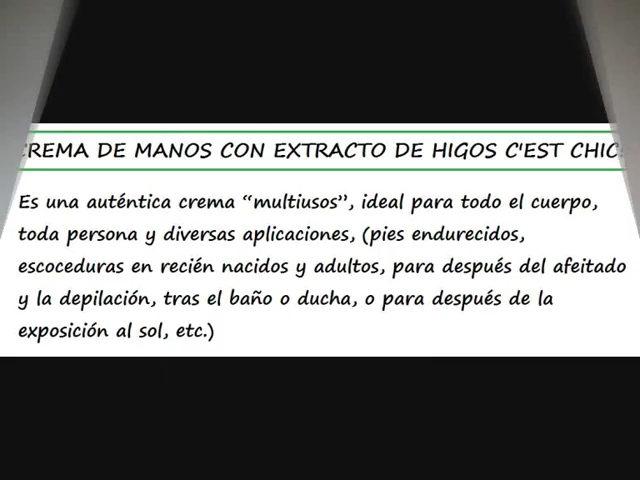 CREMA DE MANOS CON EXTRACTO DE HIGOS C'EST CHIC
Es una auténtica crema “multiusos”, ideal para todo el cuerpo,
toda persona y diversas aplicaciones, (pies endurecidos,
escoceduras en recién nacidos y adultos, para después del afeitado
y la depilación, tras el baño o ducha, o para después de la
exposición al sol, etc.)